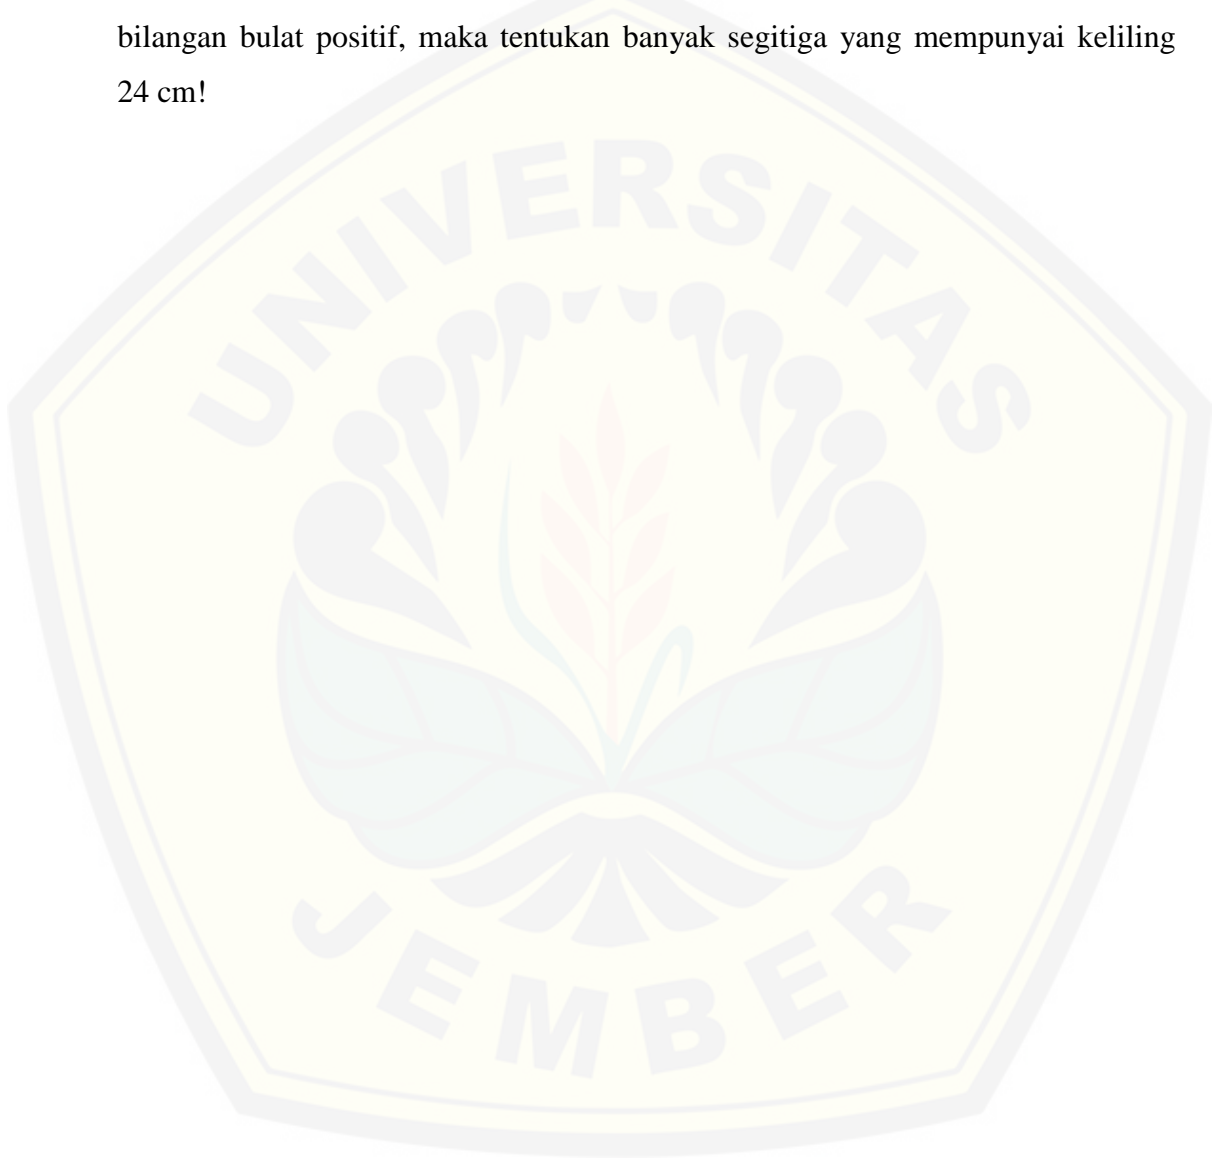 bilangan bulat positif, maka tentukan banyak segitiga yang mempunyai keliling
24 cm!
UNIVERSITAS
JEMBER